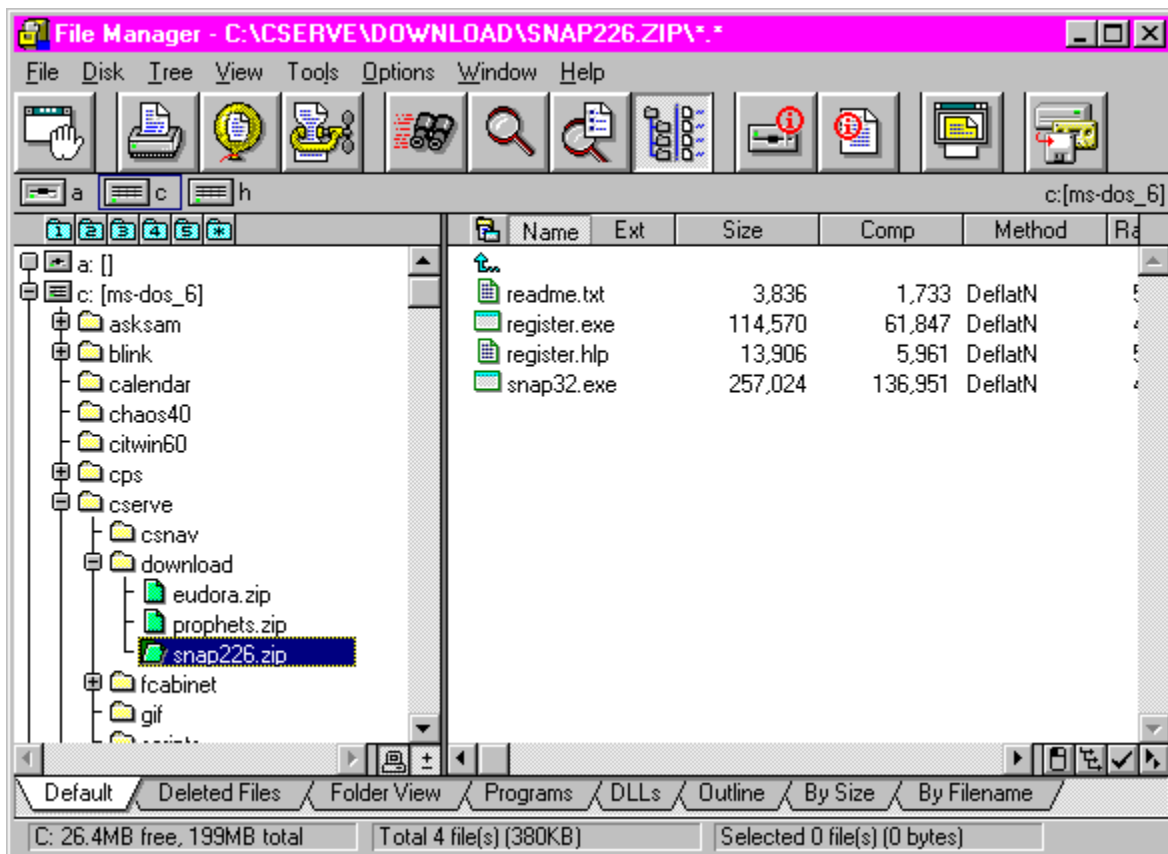 File Manager - C:\CSERVE\DOWNLOAD\SNAP226.ZIP\*.*
File Disk Tree View Tools Options Window Help
a c h c:[ms-dos_6]
1 2 3 4 5 *
Name Ext Size Comp Method Ra
a: []
c: [ms-dos_6]
asksam
blink
calendar
chaos40
citwin60
cps
cserve
csnav
download
eudora.zip
prophets.zip
snap226.zip
fcabinet
gif
readme.txt 3,836 1,733 DeflatN 5
register.exe 114,570 61,847 DeflatN 4
register.hlp 13,906 5,961 DeflatN 5
snap32.exe 257,024 136,951 DeflatN 4
Default Deleted Files Folder View Programs DLLs Outline By Size By Filename
C: 26.4MB free, 199MB total Total 4 file(s) (380KB) Selected 0 file(s) (0 bytes)